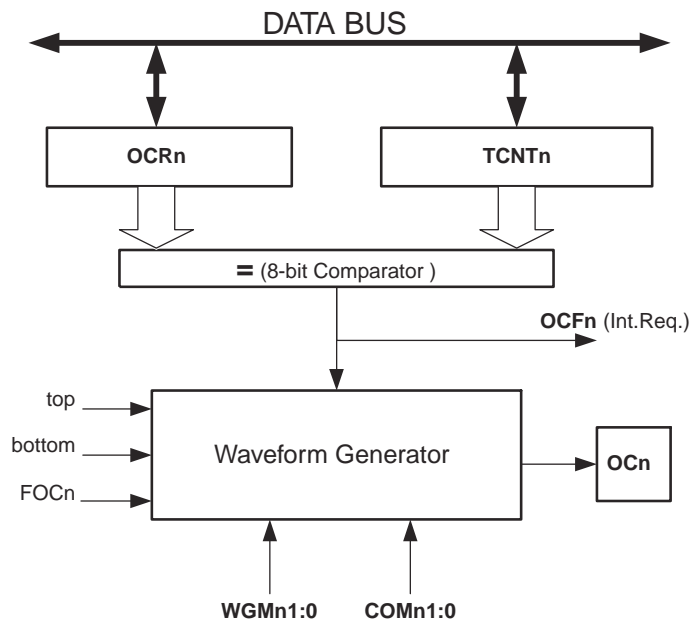 DATA BUS
OCRn
TCNTn
= (8-bit Comparator )
OCFn (Int.Req.)
top
bottom
FOCn
Waveform Generator
OCn
WGMn1:0
COMn1:0